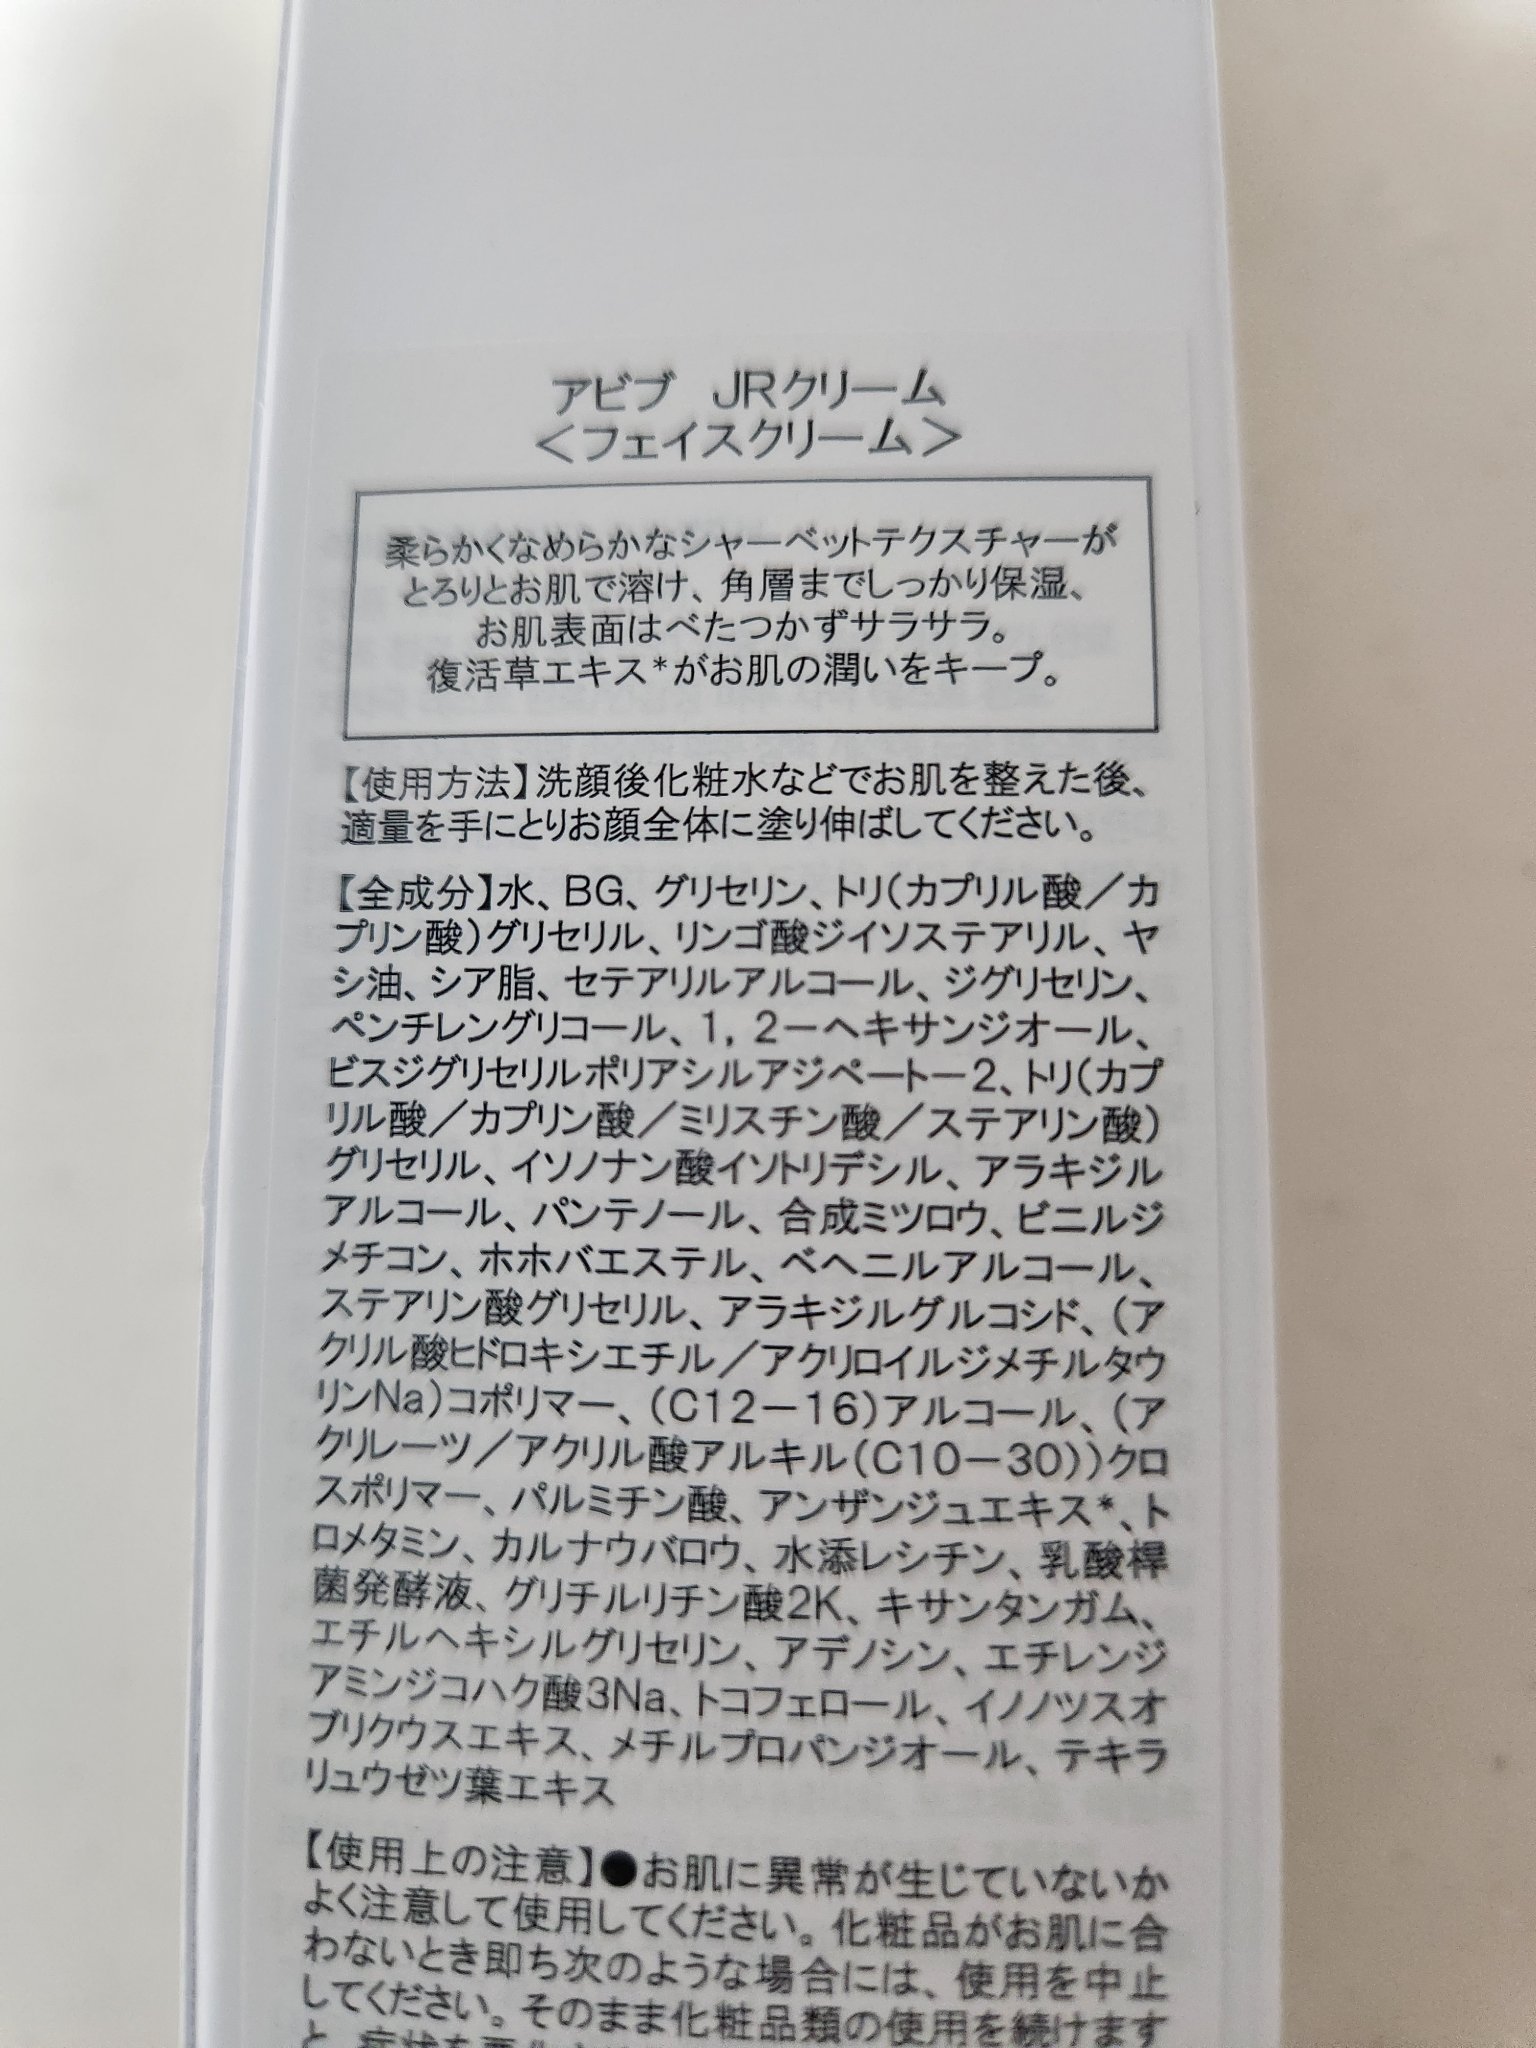 アビブ　JRクリーム
＜フェイスクリーム＞
柔らかくなめらかなシャーベットテクスチャーが
とろりとお肌で溶け、角層までしっかり保湿、
お肌表面はべたつかずサラサラ。
復活草エキス*がお肌の潤いをキープ。
【使用方法】洗顔後化粧水などでお肌を整えた後、
適量を手にとりお顔全体に塗り伸ばしてください。
【全成分】水、BG、グリセリン、トリ（カプリル酸／カ
プリン酸）グリセリル、リンゴ酸ジイソステアリル、ヤ
シ油、シア脂、セテアリルアルコール、ジグリセリン、
ペンチレングリコール、1，2－ヘキサンジオール、
ビスジグリセリルポリアシルアジペート－2、トリ（カプ
リル酸／カプリン酸／ミリスチン酸／ステアリン酸）
グリセリル、イソノナン酸イソトリデシル、アラキジル
アルコール、パンテノール、合成ミツロウ、ビニルジ
メチコン、ホホバエステル、ベヘニルアルコール、
ステアリン酸グリセリル、アラキジルグルコシド、（ア
クリル酸ヒドロキシエチル／アクリロイルジメチルタウ
リンNa）コポリマー、（C12－16）アルコール、（ア
クリレーツ／アクリル酸アルキル（C10－30））クロ
スポリマー、パルミチン酸、アンザンジュエキス*、ト
ロメタミン、カルナウバロウ、水添レシチン、乳酸桿
菌発酵液、グリチルリチン酸2K、キサンタンガム、
エチルヘキシルグリセリン、アデノシン、エチレンジ
アミンジコハク酸3Na、トコフェロール、イノノツスオ
ブリクウスエキス、メチルプロパンジオール、テキラ
リュウゼツ葉エキス
【使用上の注意】●お肌に異常が生じていないか
よく注意して使用してください。化粧品がお肌に合
わないとき即ち次のような場合には、使用を中止
してください。そのまま化粧品類の使用を続けます
と、症状を